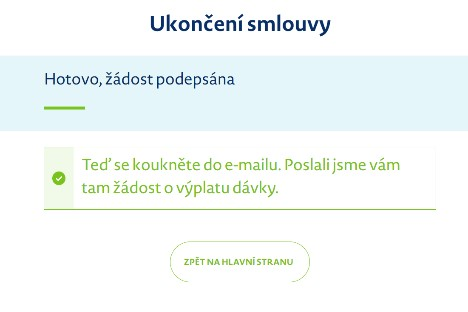 Ukončení smlouvy
Hotovo, žádost podepsána
Teď se koukněte do e-mailu. Poslali jsme vám
tam žádost o výplatu dávky.
ZPĚT NA HLAVNÍ STRANU